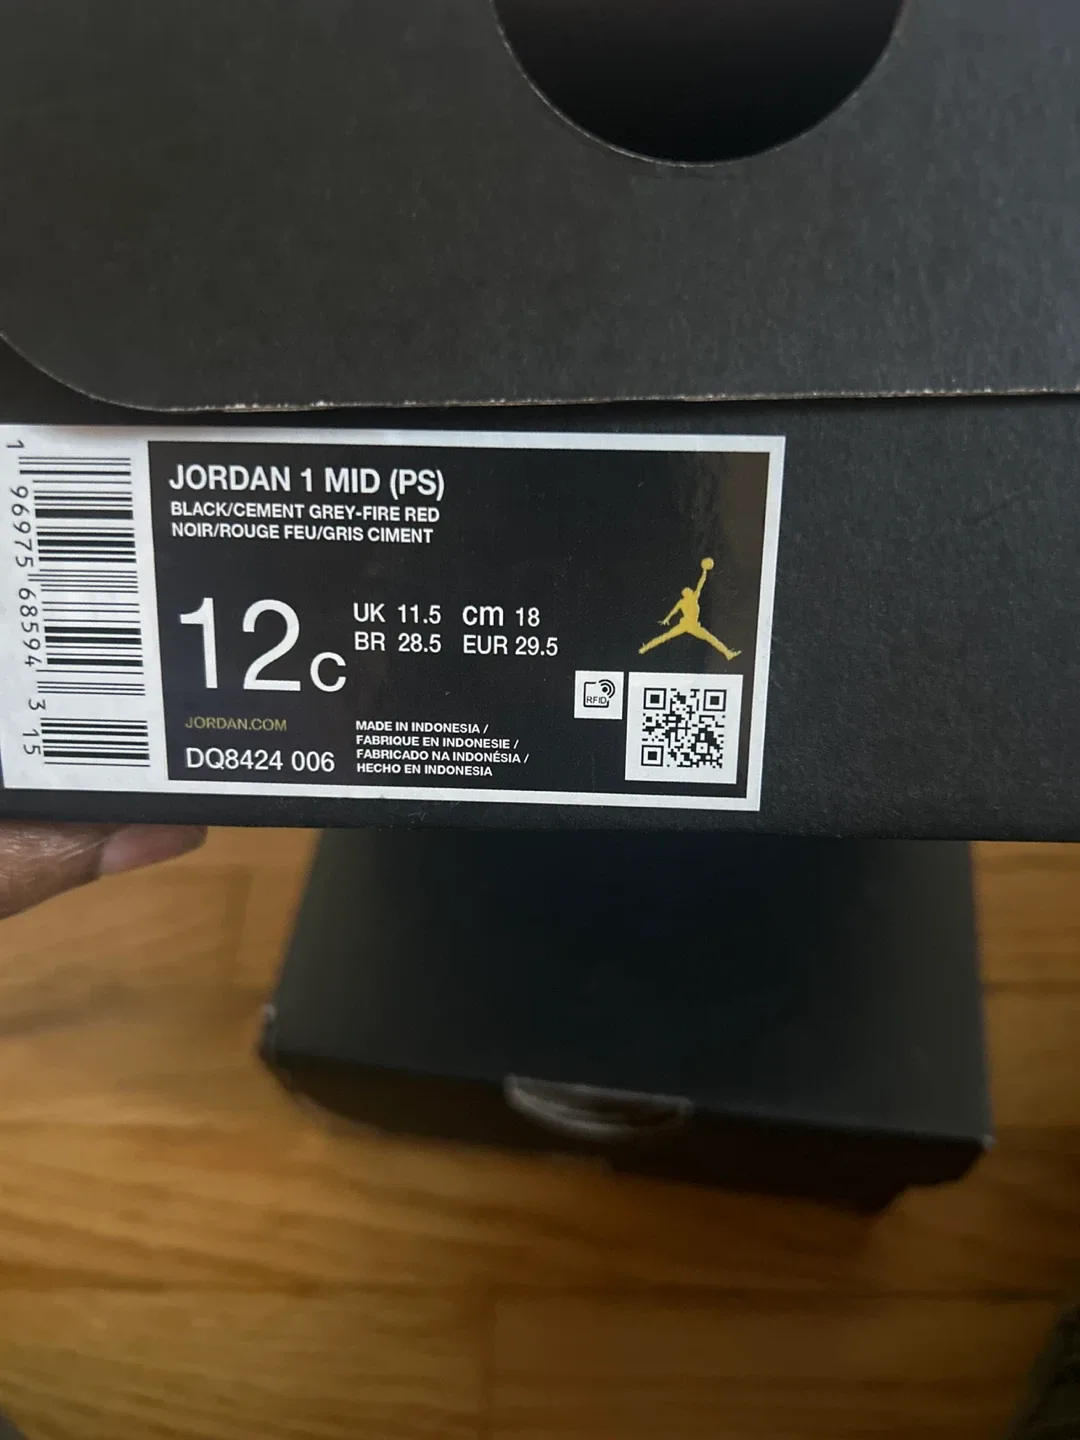 1 96975 68594 3 15
JORDAN 1 MID (PS)
BLACK/CEMENT GREY-FIRE RED
NOIR/ROUGE FEU/GRIS CIMENT
12C
UK 11.5 cm 18
BR 28.5 EUR 29.5
RFID
JORDAN.COM
DQ8424 006
MADE IN INDONESIA /
FABRIQUE EN INDONESIE /
FABRICADO NA INDONÉSIA /
HECHO EN INDONESIA